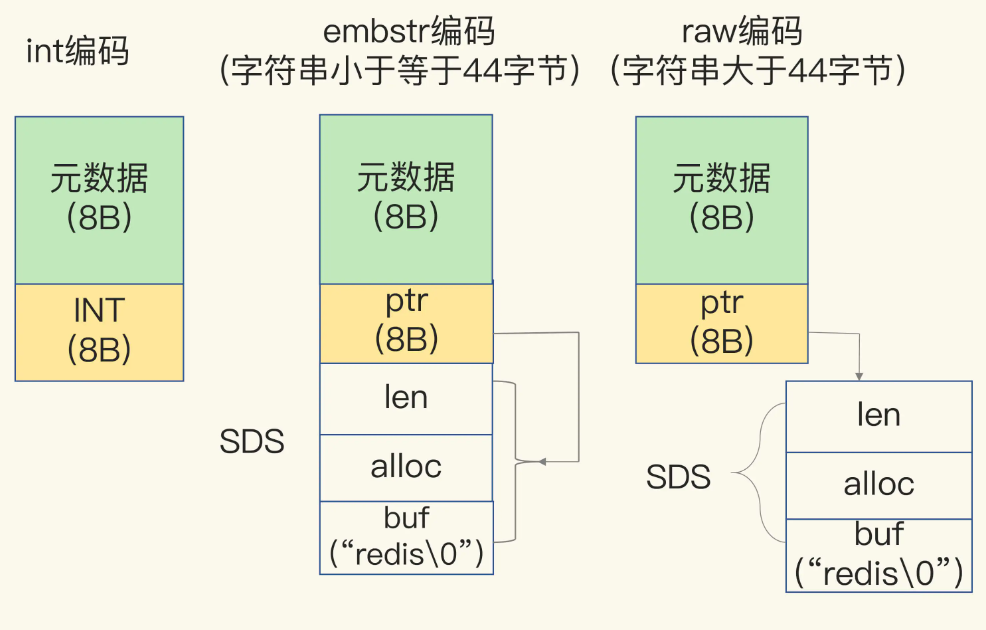 int编码
embstr编码
(字符串小于等于44字节)
raw编码
(字符串大于44字节)
元数据
(8B)
INT
(8B)
元数据
(8B)
ptr
(8B)
len
alloc
buf
(“redis\0”)
SDS
元数据
(8B)
ptr
(8B)
SDS
len
alloc
buf
(“redis\0”)